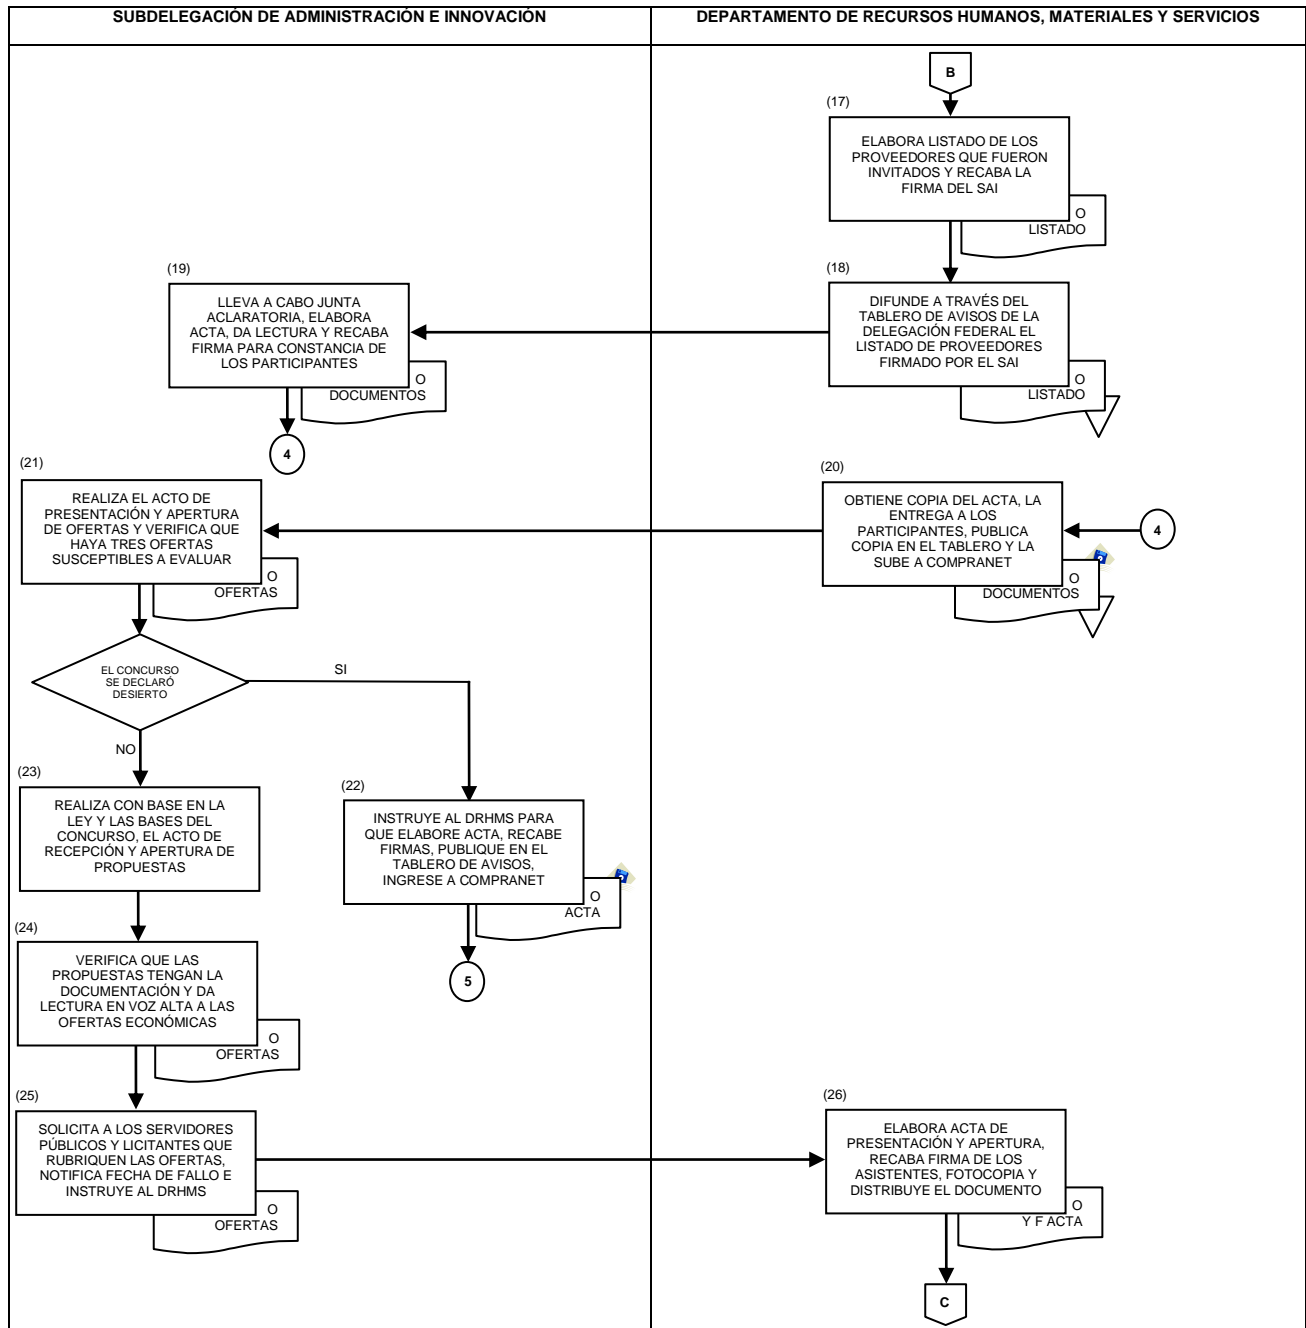 SUBDELEGACIÓN DE ADMINISTRACIÓN E INNOVACIÓN
DEPARTAMENTO DE RECURSOS HUMANOS, MATERIALES Y SERVICIOS
B
(17)
ELABORA LISTADO DE LOS
PROVEEDORES QUE FUERON
INVITADOS Y RECABA LA
FIRMA DEL SAI
O
LISTADO
(18)
DIFUNDE A TRAVÉS DEL
TABLERO DE AVISOS DE LA
DELEGACIÓN FEDERAL EL
LISTADO DE PROVEEDORES
FIRMADO POR EL SAI
O
LISTADO
(19)
LLEVA A CABO JUNTA
ACLARATORIA, ELABORA
ACTA, DA LECTURA Y RECABA
FIRMA PARA CONSTANCIA DE
LOS PARTICIPANTES
O
DOCUMENTOS
4
(20)
OBTIENE COPIA DEL ACTA, LA
ENTREGA A LOS
PARTICIPANTES, PUBLICA
COPIA EN EL TABLERO Y LA
SUBE A COMPRANET
4
O
DOCUMENTOS
(21)
REALIZA EL ACTO DE
PRESENTACIÓN Y APERTURA
DE OFERTAS Y VERIFICA QUE
HAYA TRES OFERTAS
SUSCEPTIBLES A EVALUAR
O
OFERTAS
EL CONCURSO
SE DECLARÓ
DESIERTO
SI
NO
(22)
INSTRUYE AL DRHMS PARA
QUE ELABORE ACTA, RECABE
FIRMAS, PUBLIQUE EN EL
TABLERO DE AVISOS,
INGRESE A COMPRANET
O
ACTA
5
(23)
REALIZA CON BASE EN LA
LEY Y LAS BASES DEL
CONCURSO, EL ACTO DE
RECEPCIÓN Y APERTURA DE
PROPUESTAS
(24)
VERIFICA QUE LAS
PROPUESTAS TENGAN LA
DOCUMENTACIÓN Y DA
LECTURA EN VOZ ALTA A LAS
OFERTAS ECONÓMICAS
O
OFERTAS
(25)
SOLICITA A LOS SERVIDORES
PÚBLICOS Y LICITANTES QUE
RUBRIQUEN LAS OFERTAS,
NOTIFICA FECHA DE FALLO E
INSTRUYE AL DRHMS
O
OFERTAS
(26)
ELABORA ACTA DE
PRESENTACIÓN Y APERTURA,
RECABA FIRMA DE LOS
ASISTENTES, FOTOCOPIA Y
DISTRIBUYE EL DOCUMENTO
O
Y F ACTA
C